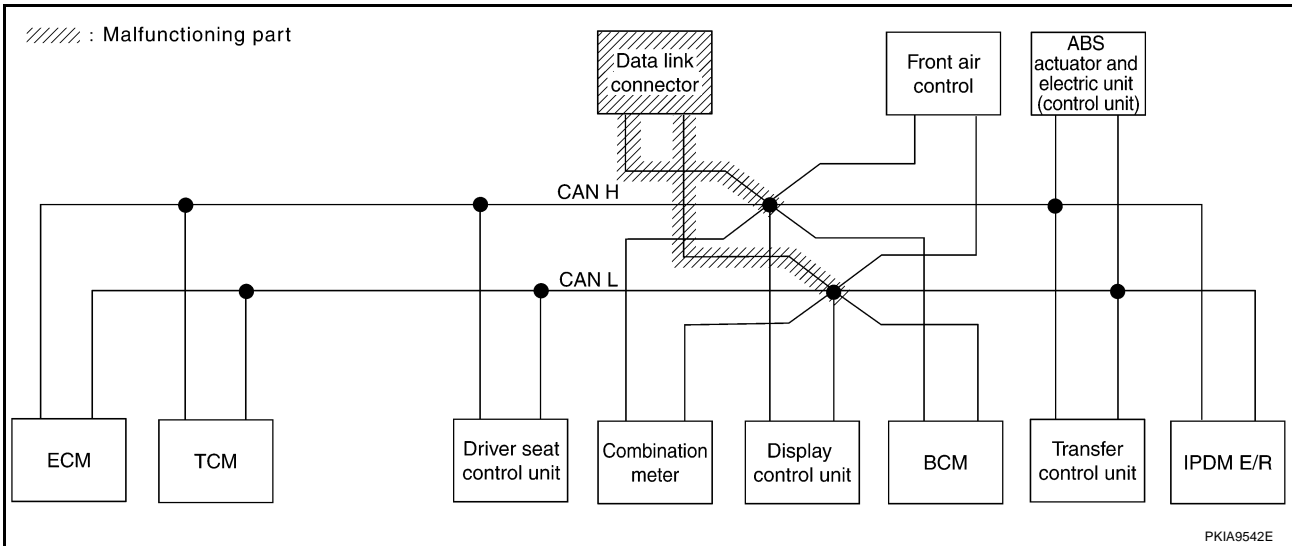 : Malfunctioning part
Data link
connector
Front air
control
ABS
actuator and
electric unit
(control unit)
CAN H
CAN L
ECM
TCM
Driver seat
control unit
Combination
meter
Display
control unit
BCM
Transfer
control unit
IPDM E/R
PKIA9542E